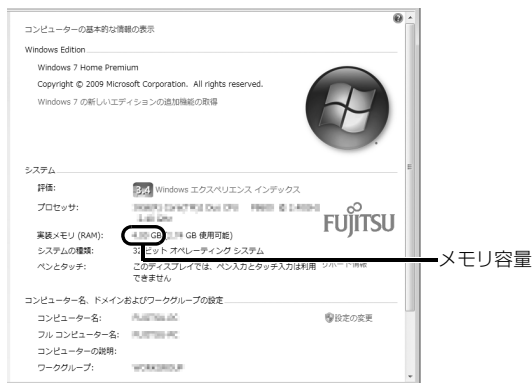 コンピューターの基本的な情報の表示
Windows Edition
Windows 7 Home Premium
Copyright © 2009 Microsoft Corporation. All rights reserved.
Windows 7 の新しいエディションの追加機能の取得
システム
評価:
3.4 Windows エクスペリエンス インデックス
プロセッサ:
FUJITSU
実装メモリ (RAM): GB GB 使用可能)
システムの種類: 32 ビット オペレーティング システム
メモリ容量
ペンとタッチ: このディスプレイでは、ペン入力とタッチ入力は利用できません
サポート情報
コンピューター名、ドメインおよびワークグループの設定
コンピューター名:
設定の変更
フル コンピューター名:
コンピューターの説明:
ワークグループ: WORKGROUP